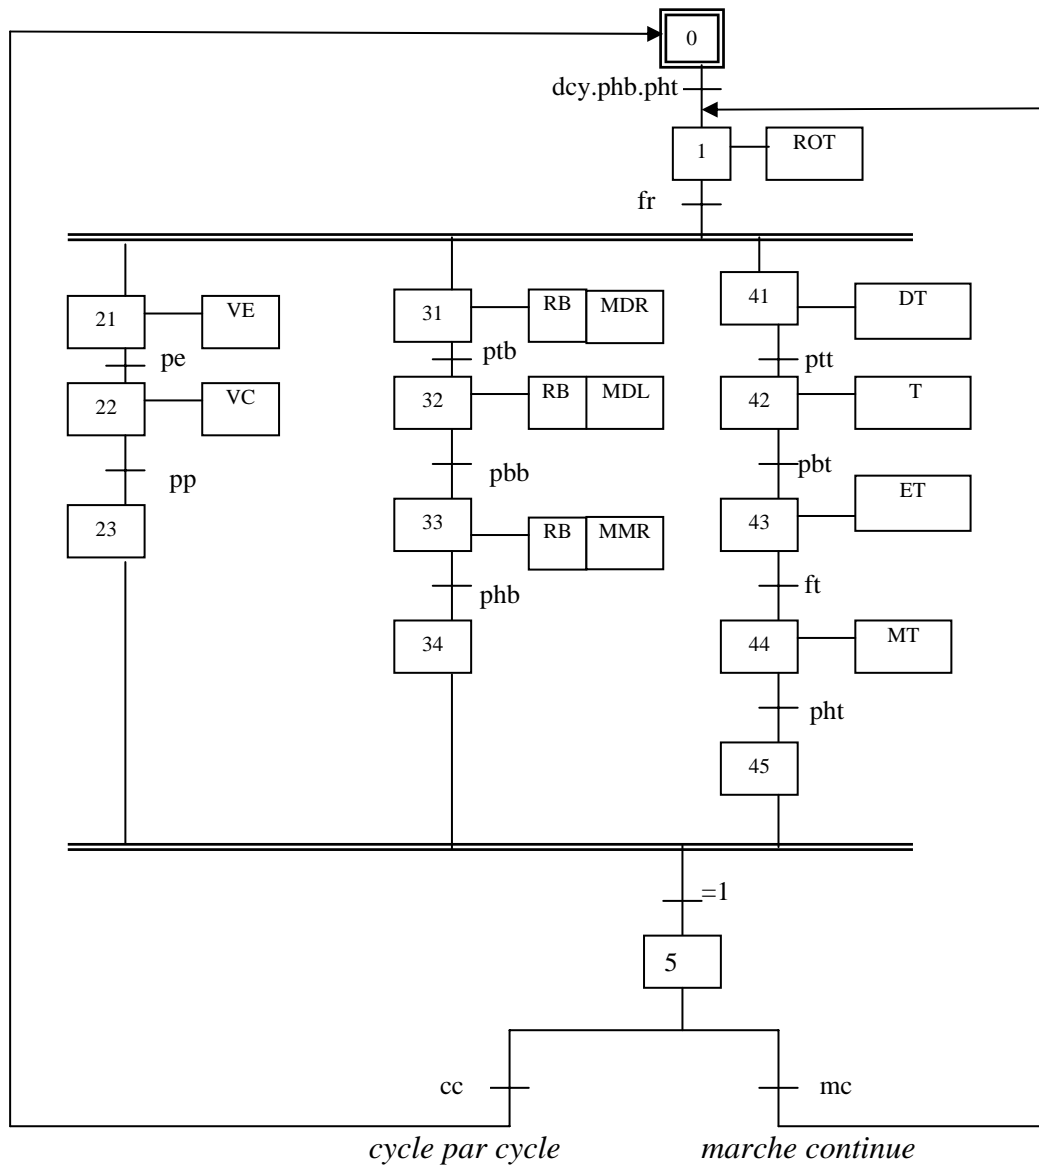 0
dcy.phb.pht
1 ROT
fr
21 VE
pe
22 VC
pp
23
31 RB MDR
ptb
32 RB MDL
pbb
33 RB MMR
phb
34
41 DT
ptt
42 T
pbt
43 ET
ft
44 MT
pht
45
=1
5
cc mc
cycle par cycle marche continue